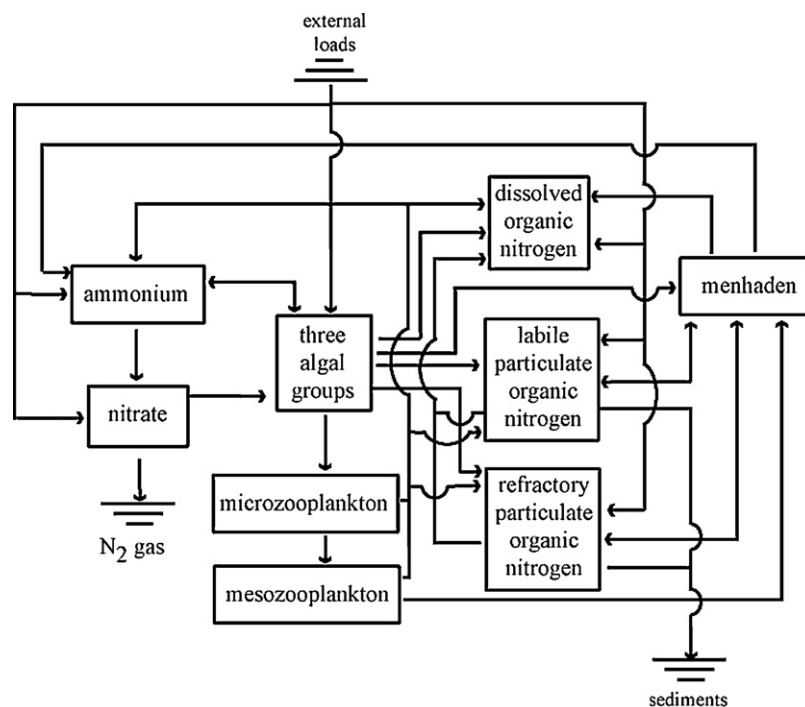 external
loads
dissolved
organic
nitrogen
ammonium
menhaden
three
algal
groups
labile
particulate
organic
nitrogen
nitrate
refractory
particulate
organic
nitrogen
microzooplankton
N₂ gas
mesozooplankton
sediments